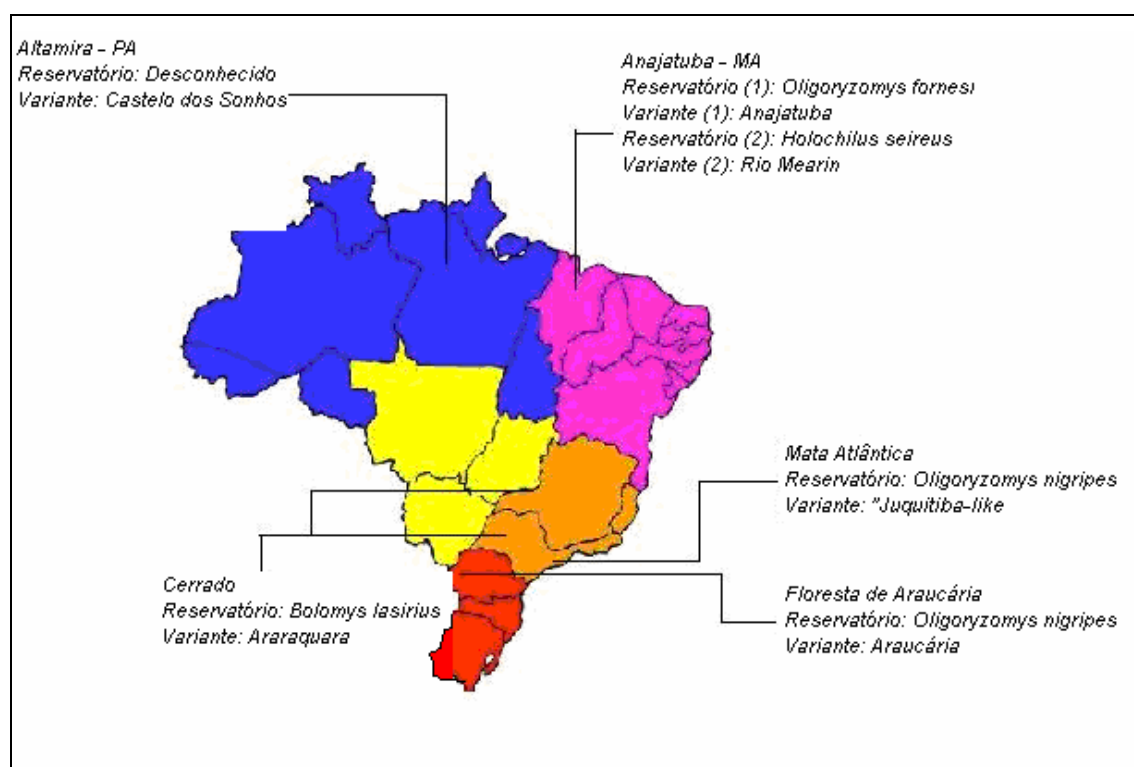 Altamira - PA
Reservatório: Desconhecido
Variante: Castelo dos Sonhos
Anajatuba - MA
Reservatório (1): Oligoryzomys fornesi
Variante (1): Anajatuba
Reservatório (2): Holochilus seireus
Variante (2): Rio Mearin
Mata Atlântica
Reservatório: Oligoryzomys nigripes
Variante: "Juquitiba-like
Cerrado
Reservatório: Bolomys lasirius
Variante: Araraquara
Floresta de Araucária
Reservatório: Oligoryzomys nigripes
Variante: Araucária